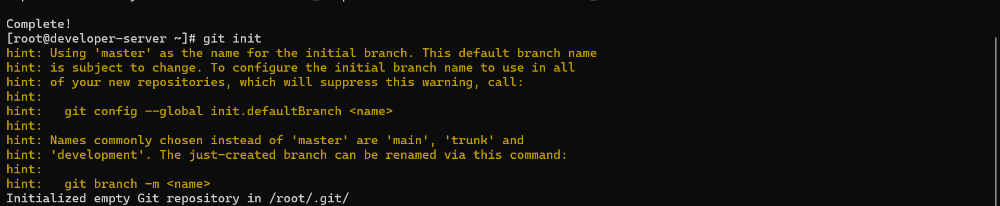 Complete!
[root@developer-server ~]# git init
hint: Using 'master' as the name for the initial branch. This default branch name
hint: is subject to change. To configure the initial branch name to use in all
hint: of your new repositories, which will suppress this warning, call:
hint:
hint:   git config --global init.defaultBranch <name>
hint:
hint: Names commonly chosen instead of 'master' are 'main', 'trunk' and
hint: 'development'. The just-created branch can be renamed via this command:
hint:
hint:   git branch -m <name>
Initialized empty Git repository in /root/.git/